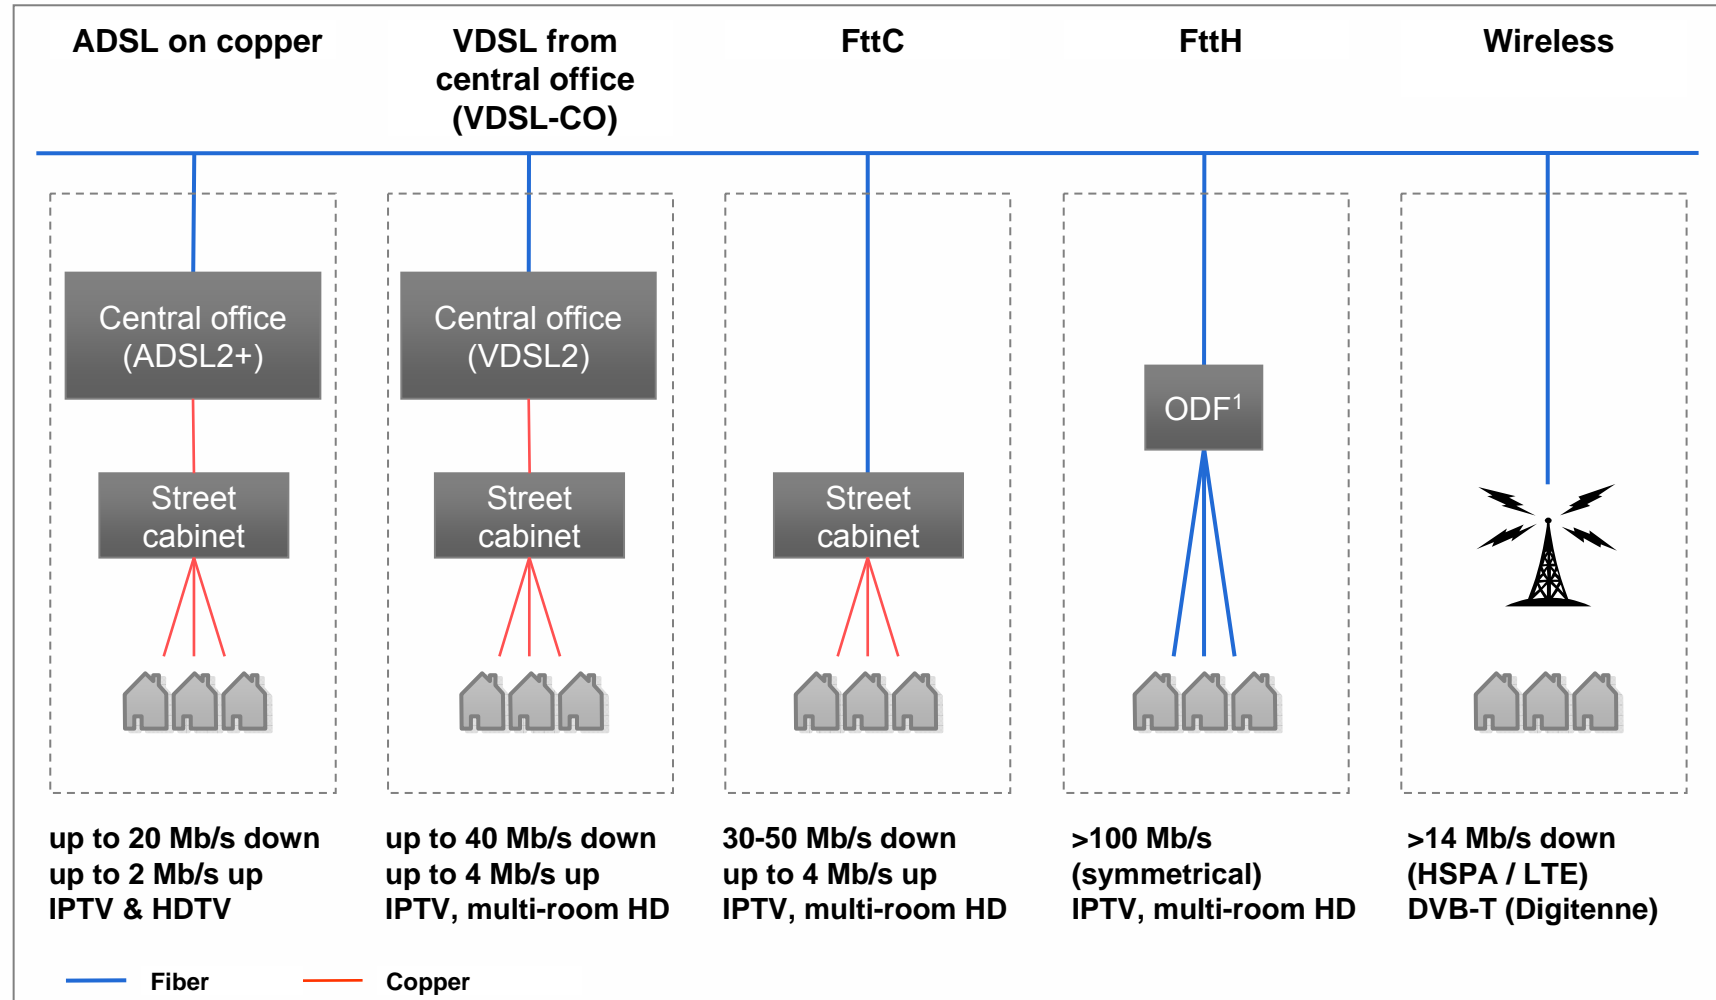 ADSL on copper
VDSL from
central office
(VDSL-CO)
FttC
FttH
Wireless
Central office
(ADSL2+)
Street
cabinet
Central office
(VDSL2)
Street
cabinet
Street
cabinet
ODF¹
up to 20 Mb/s down
up to 2 Mb/s up
IPTV & HDTV
up to 40 Mb/s down
up to 4 Mb/s up
IPTV, multi-room HD
30-50 Mb/s down
up to 4 Mb/s up
IPTV, multi-room HD
>100 Mb/s
(symmetrical)
IPTV, multi-room HD
>14 Mb/s down
(HSPA / LTE)
DVB-T (Digitenne)
Fiber
Copper